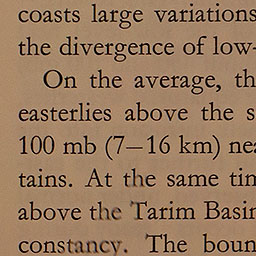 coasts large variations
the divergence of low-
On the average, th
easterlies above the s
100 mb (7–16 km) nea
tains. At the same tim
above the Tarim Basin
constancy. The boun